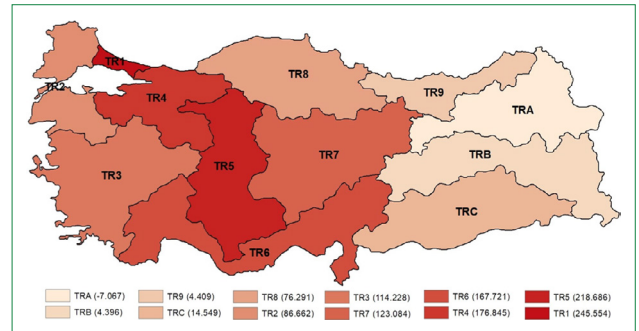 TR1
TR8
TR2
TR4
TR9
TRA
TR5
TR7
TRB
TR3
TRC
TR6
TRA (-7.067) TR9 (4.409) TR8 (76.291) TR3 (114.228) TR6 (167.721) TR5 (218.686)
TRB (4.396) TRC (14.549) TR2 (86.662) TR7 (123.084) TR4 (176.845) TR1 (245.554)